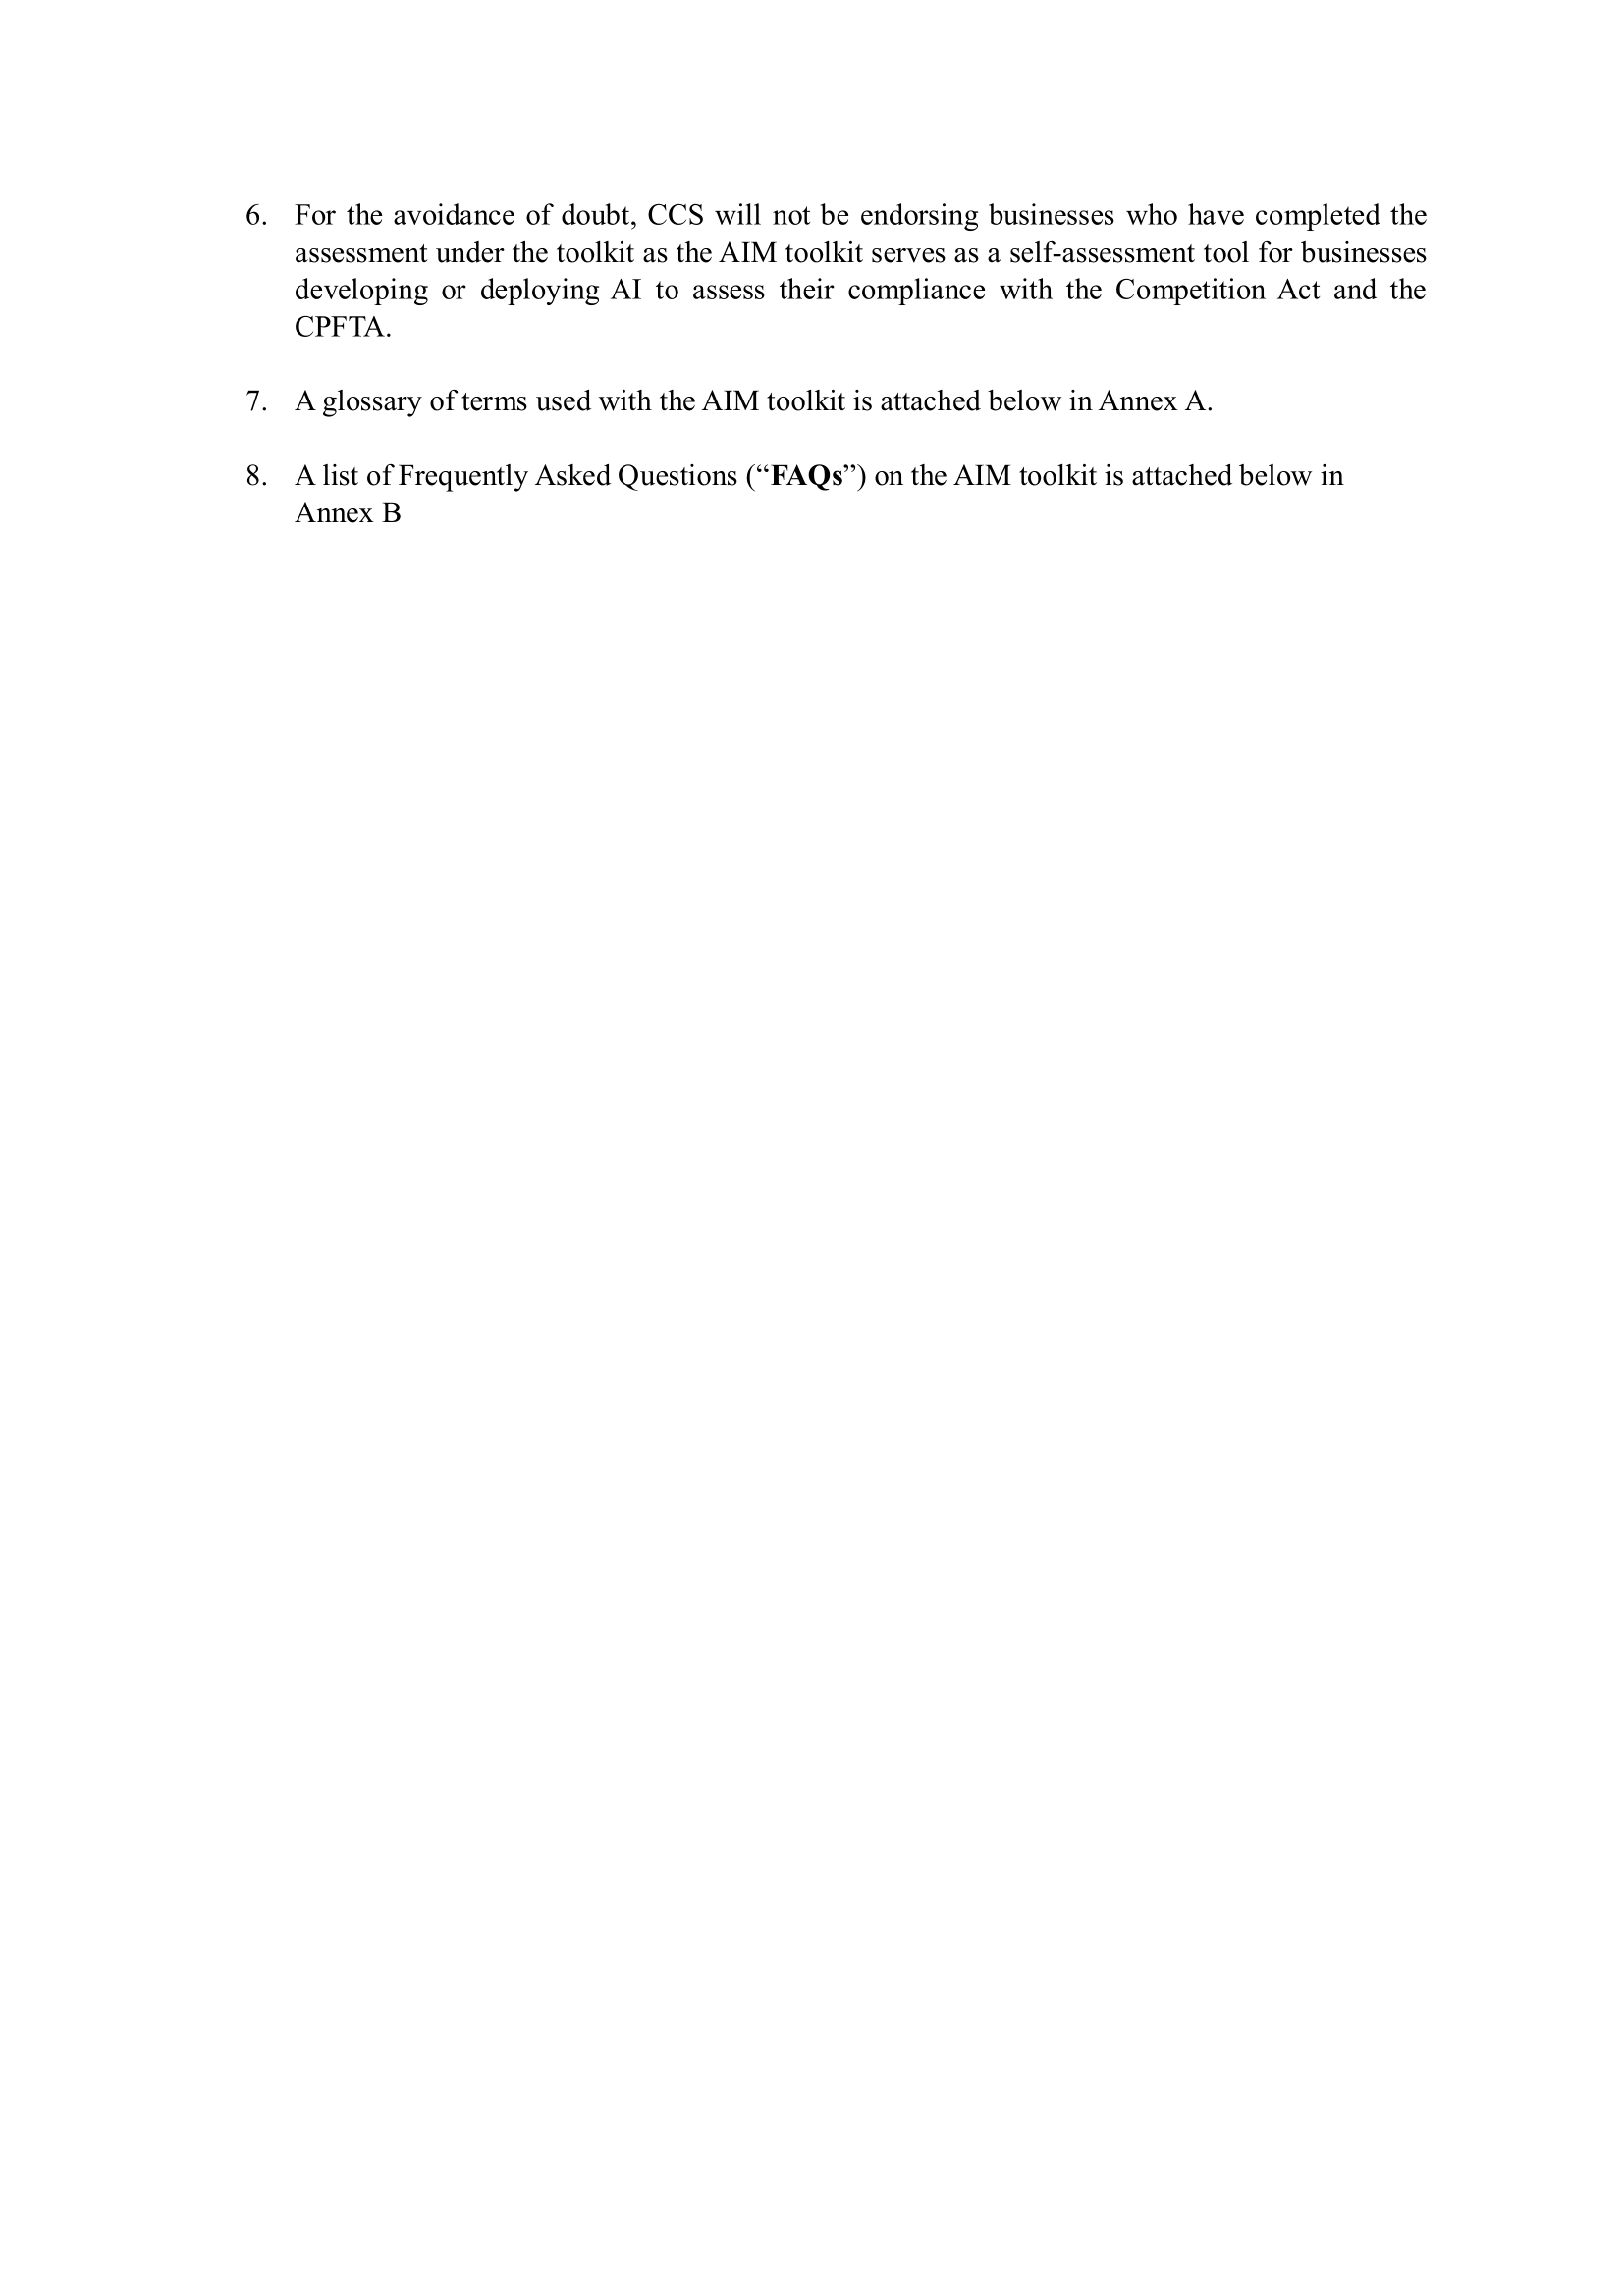 6. For the avoidance of doubt, CCS will not be endorsing businesses who have completed the
assessment under the toolkit as the AIM toolkit serves as a self-assessment tool for businesses
developing or deploying AI to assess their compliance with the Competition Act and the
CPFTA.
7. A glossary of terms used with the AIM toolkit is attached below in Annex A.
8. A list of Frequently Asked Questions (“FAQs”) on the AIM toolkit is attached below in
Annex B